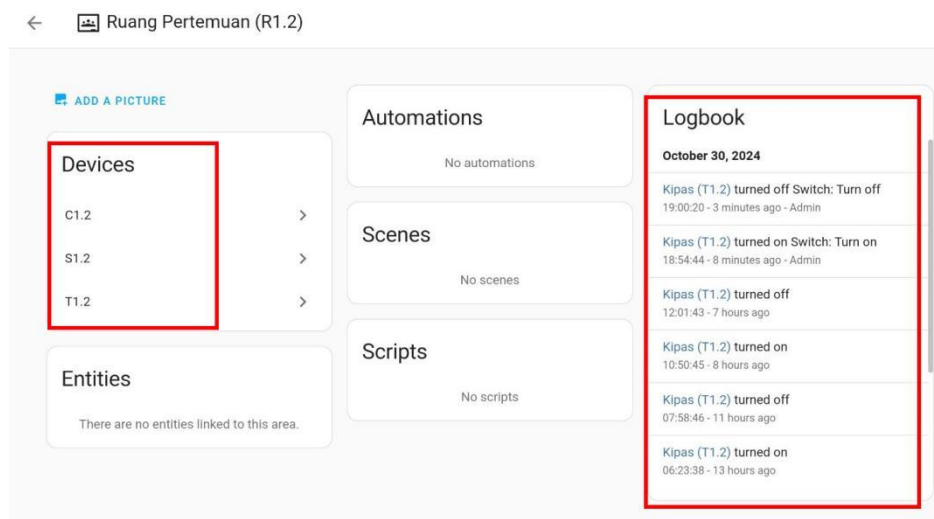 Ruang Pertemuan (R1.2)
ADD A PICTURE
Devices
C1.2
S1.2
T1.2
Entities
There are no entities linked to this area.
Automations
No automations
Scenes
No scenes
Scripts
No scripts
Logbook
October 30, 2024
Kipas (T1.2) turned off Switch: Turn off
19:00:20 - 3 minutes ago - Admin
Kipas (T1.2) turned on Switch: Turn on
18:54:44 - 8 minutes ago - Admin
Kipas (T1.2) turned off
12:01:43 - 7 hours ago
Kipas (T1.2) turned on
10:50:45 - 8 hours ago
Kipas (T1.2) turned off
07:58:46 - 11 hours ago
Kipas (T1.2) turned on
06:23:38 - 13 hours ago